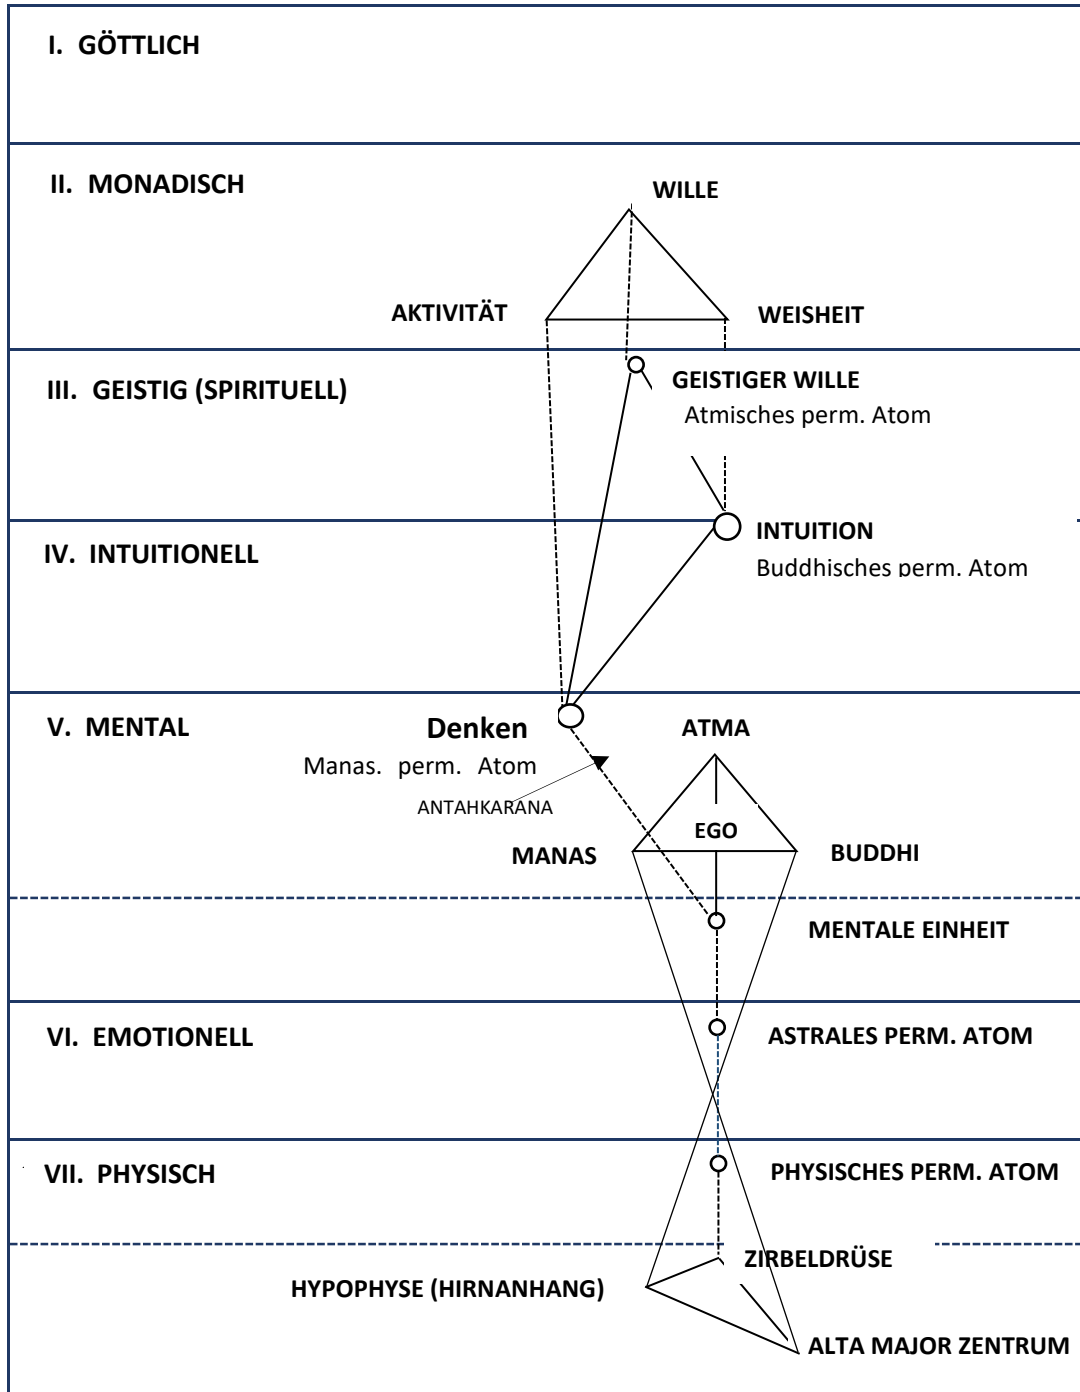 I. GÖTTLICH
II. MONADISCH
WILLE
AKTIVITÄT
WEISHEIT
III. GEISTIG (SPIRITUELL)
GEISTIGER WILLE
Atmisches perm. Atom
IV. INTUITIONELL
INTUITION
Buddhisches perm. Atom
V. MENTAL
Denken
ATMA
Manas. perm. Atom
ANTAHKARANA
EGO
MANAS
BUDDHI
MENTALE EINHEIT
VI. EMOTIONELL
ASTRALES PERM. ATOM
VII. PHYSISCH
PHYSISCHES PERM. ATOM
ZIRBELDRÜSE
HYPOPHYSE (HIRNANHANG)
ALTA MAJOR ZENTRUM